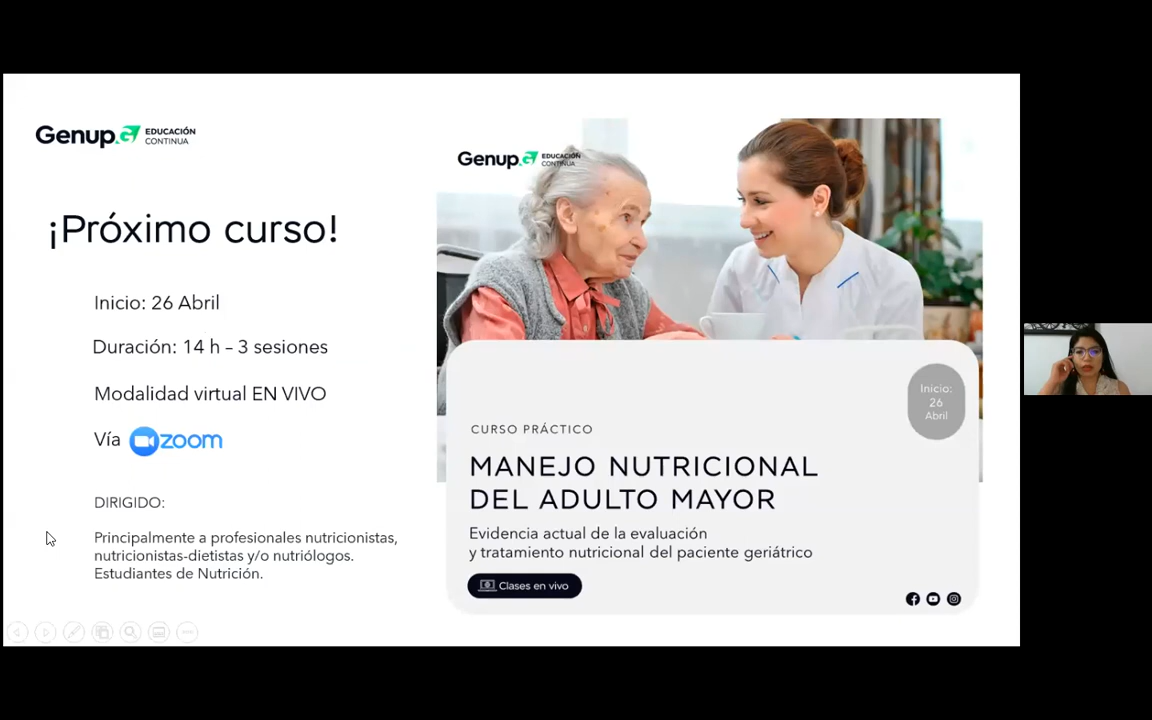 Genup.G EDUCACIÓN
CONTINUA
¡Próximo curso!
Inicio: 26 Abril
Duración: 14 h – 3 sesiones
Modalidad virtual EN VIVO
Vía zoom
DIRIGIDO:
Principalmente a profesionales nutricionistas,
nutricionistas-dietistas y/o nutriólogos.
Estudiantes de Nutrición.
Genup.G EDUCACIÓN
CONTINUA
Inicio:
26
Abril
CURSO PRÁCTICO
MANEJO NUTRICIONAL
DEL ADULTO MAYOR
Evidencia actual de la evaluación
y tratamiento nutricional del paciente geriátrico
Clases en vivo